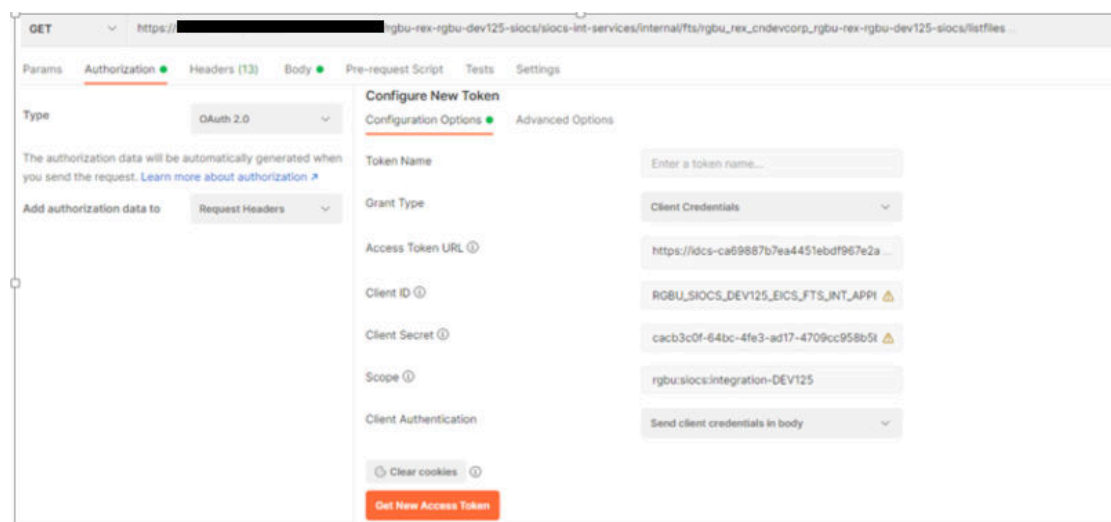 GET https:// /rgbu-rex-rgbu-dev125-siocs/siocs-int-services/internal/fts/rgbu_rex_cndevcorp_rgbu-rex-rgbu-dev125-siocs/listfiles ...
Params Authorization Headers (13) Body Pre-request Script Tests Settings
Type OAuth 2.0
The authorization data will be automatically generated when
you send the request. Learn more about authorization ↗
Add authorization data to Request Headers
Configure New Token
Configuration Options Advanced Options
Token Name Enter a token name...
Grant Type Client Credentials
Access Token URL https://idcs-ca69887b7ea4451ebdf967e2a ...
Client ID RGBU_SIOCS_DEV125_EICS_FTS_INT_APPI
Client Secret cacb3c0f-64bc-4fe3-ad17-4709cc958b5
Scope rgbu:siocs:integration-DEV125
Client Authentication Send client credentials in body
Clear cookies
Get New Access Token